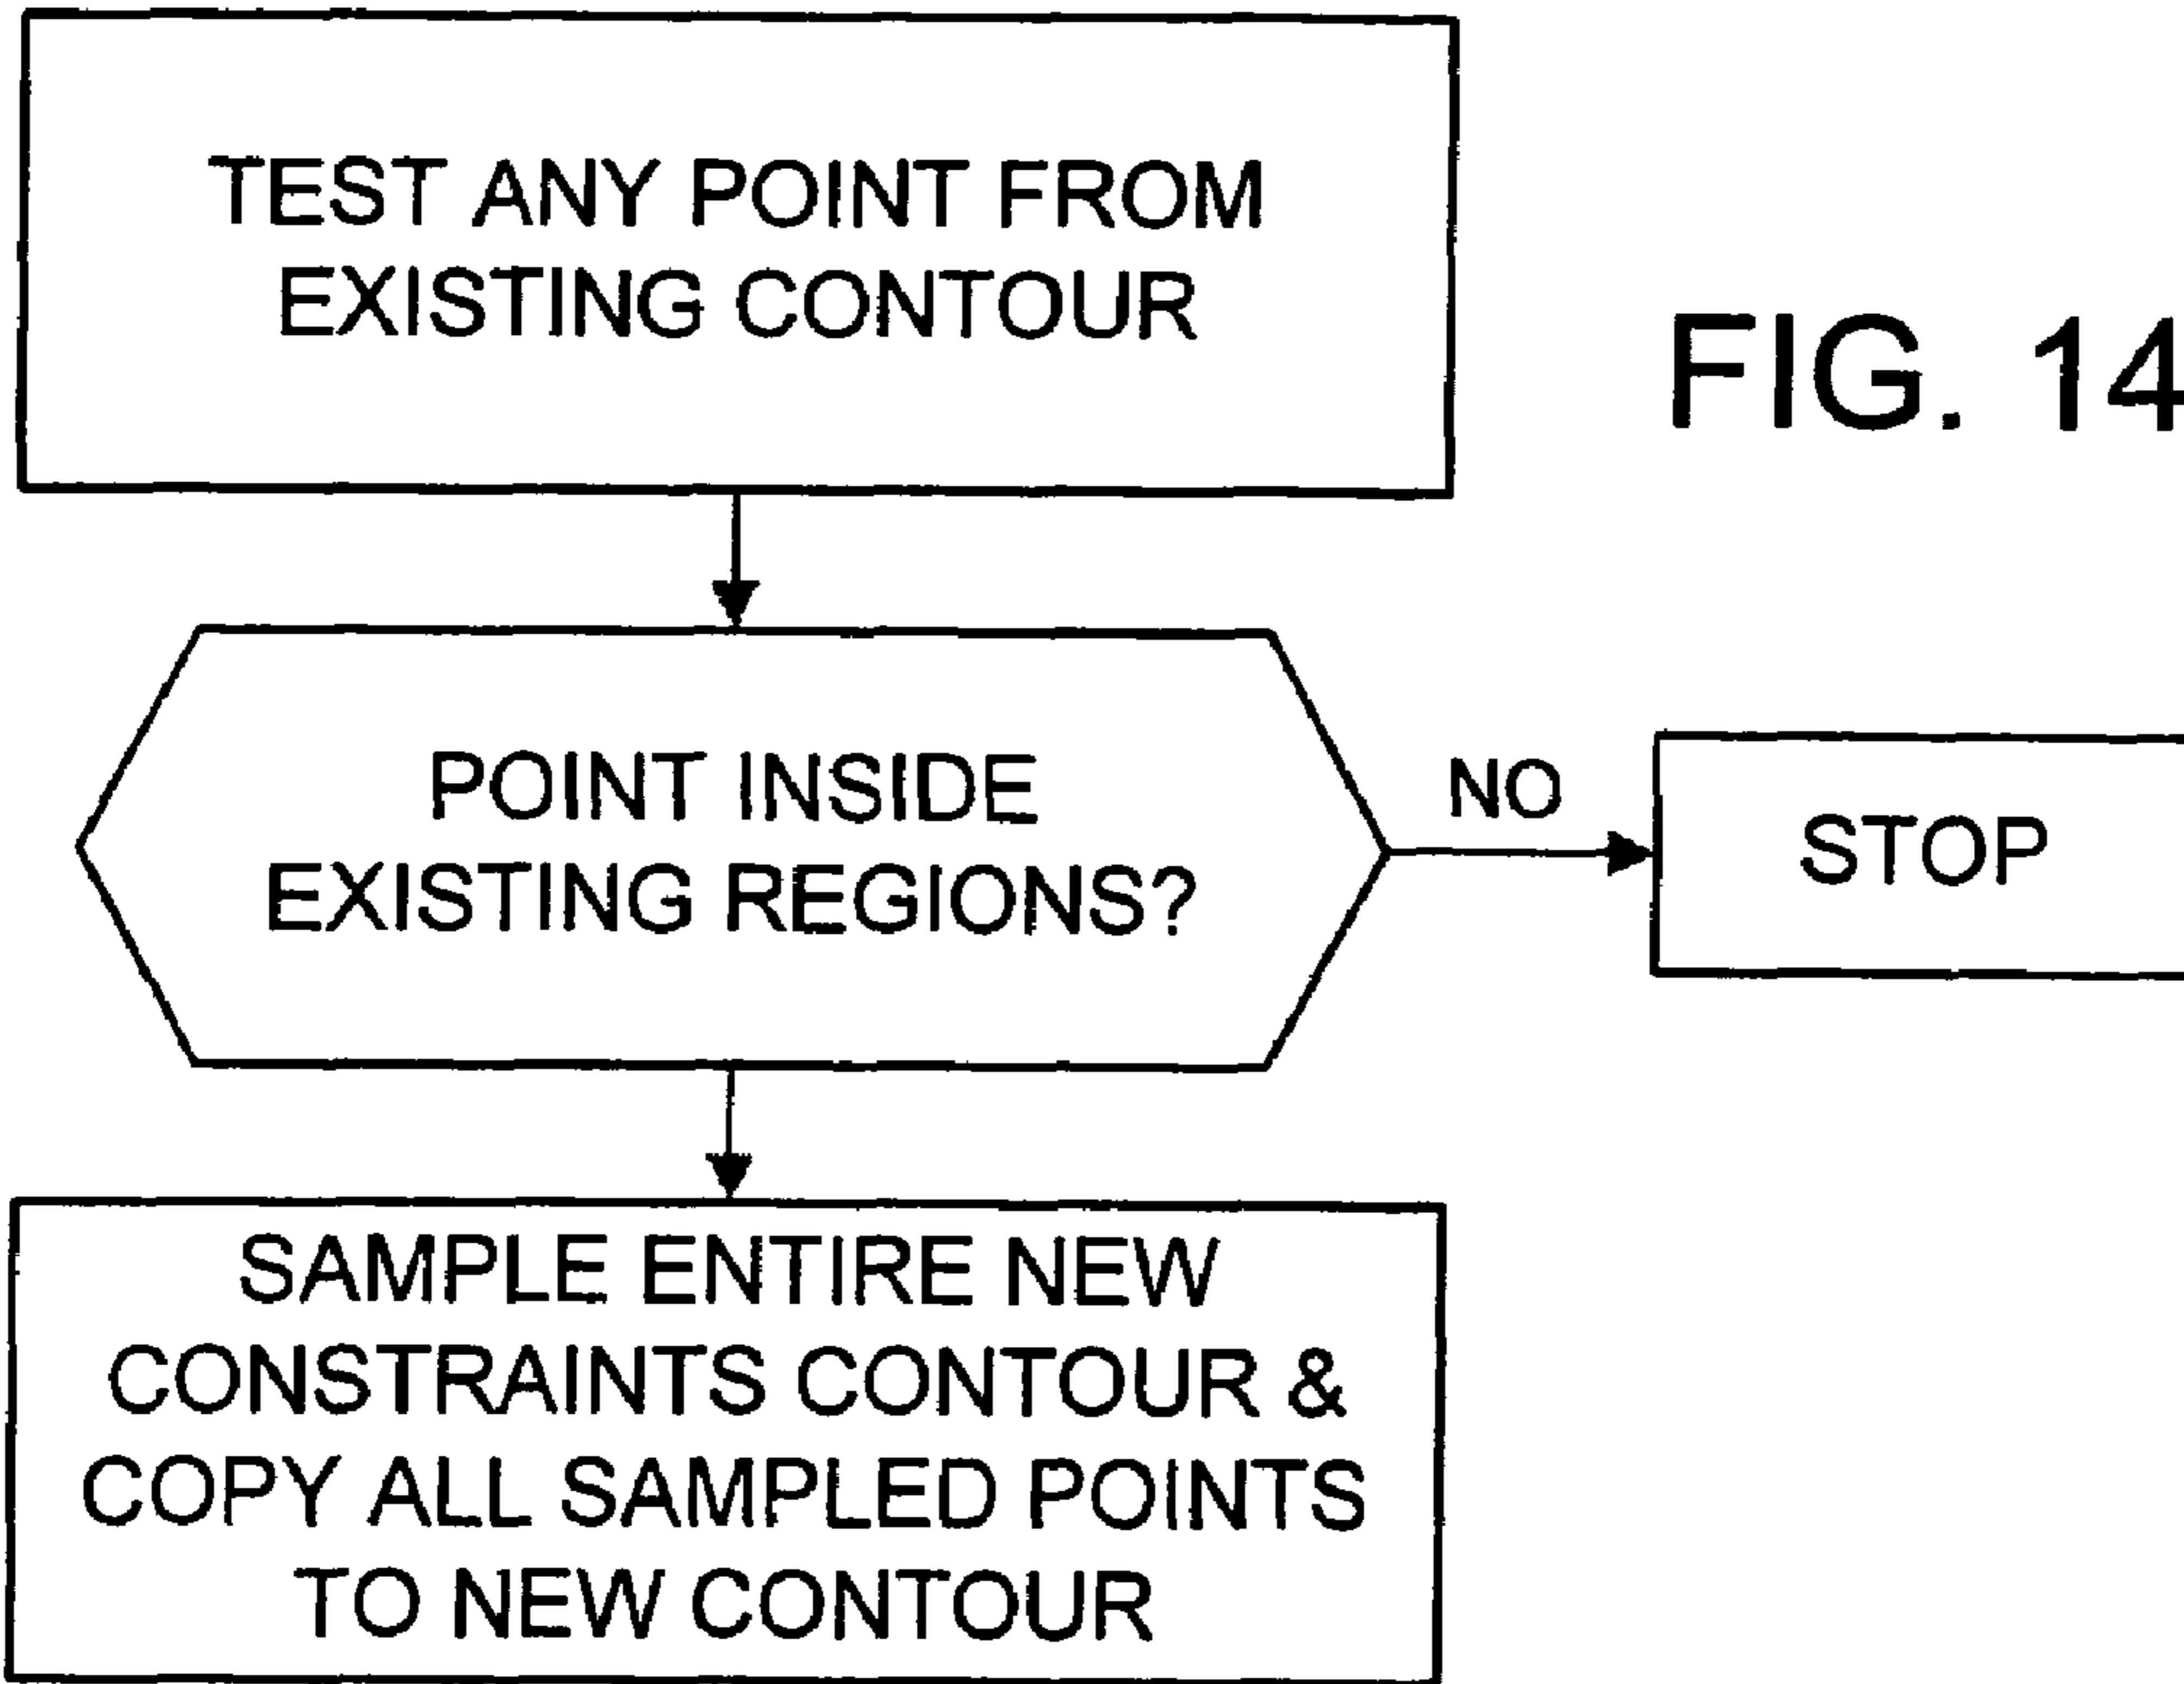 TEST ANY POINT FROM
EXISTING CONTOUR
FIG. 14
POINT INSIDE
EXISTING REGIONS?
NO
STOP
SAMPLE ENTIRE NEW
CONSTRAINTS CONTOUR &
COPY ALL SAMPLED POINTS
TO NEW CONTOUR